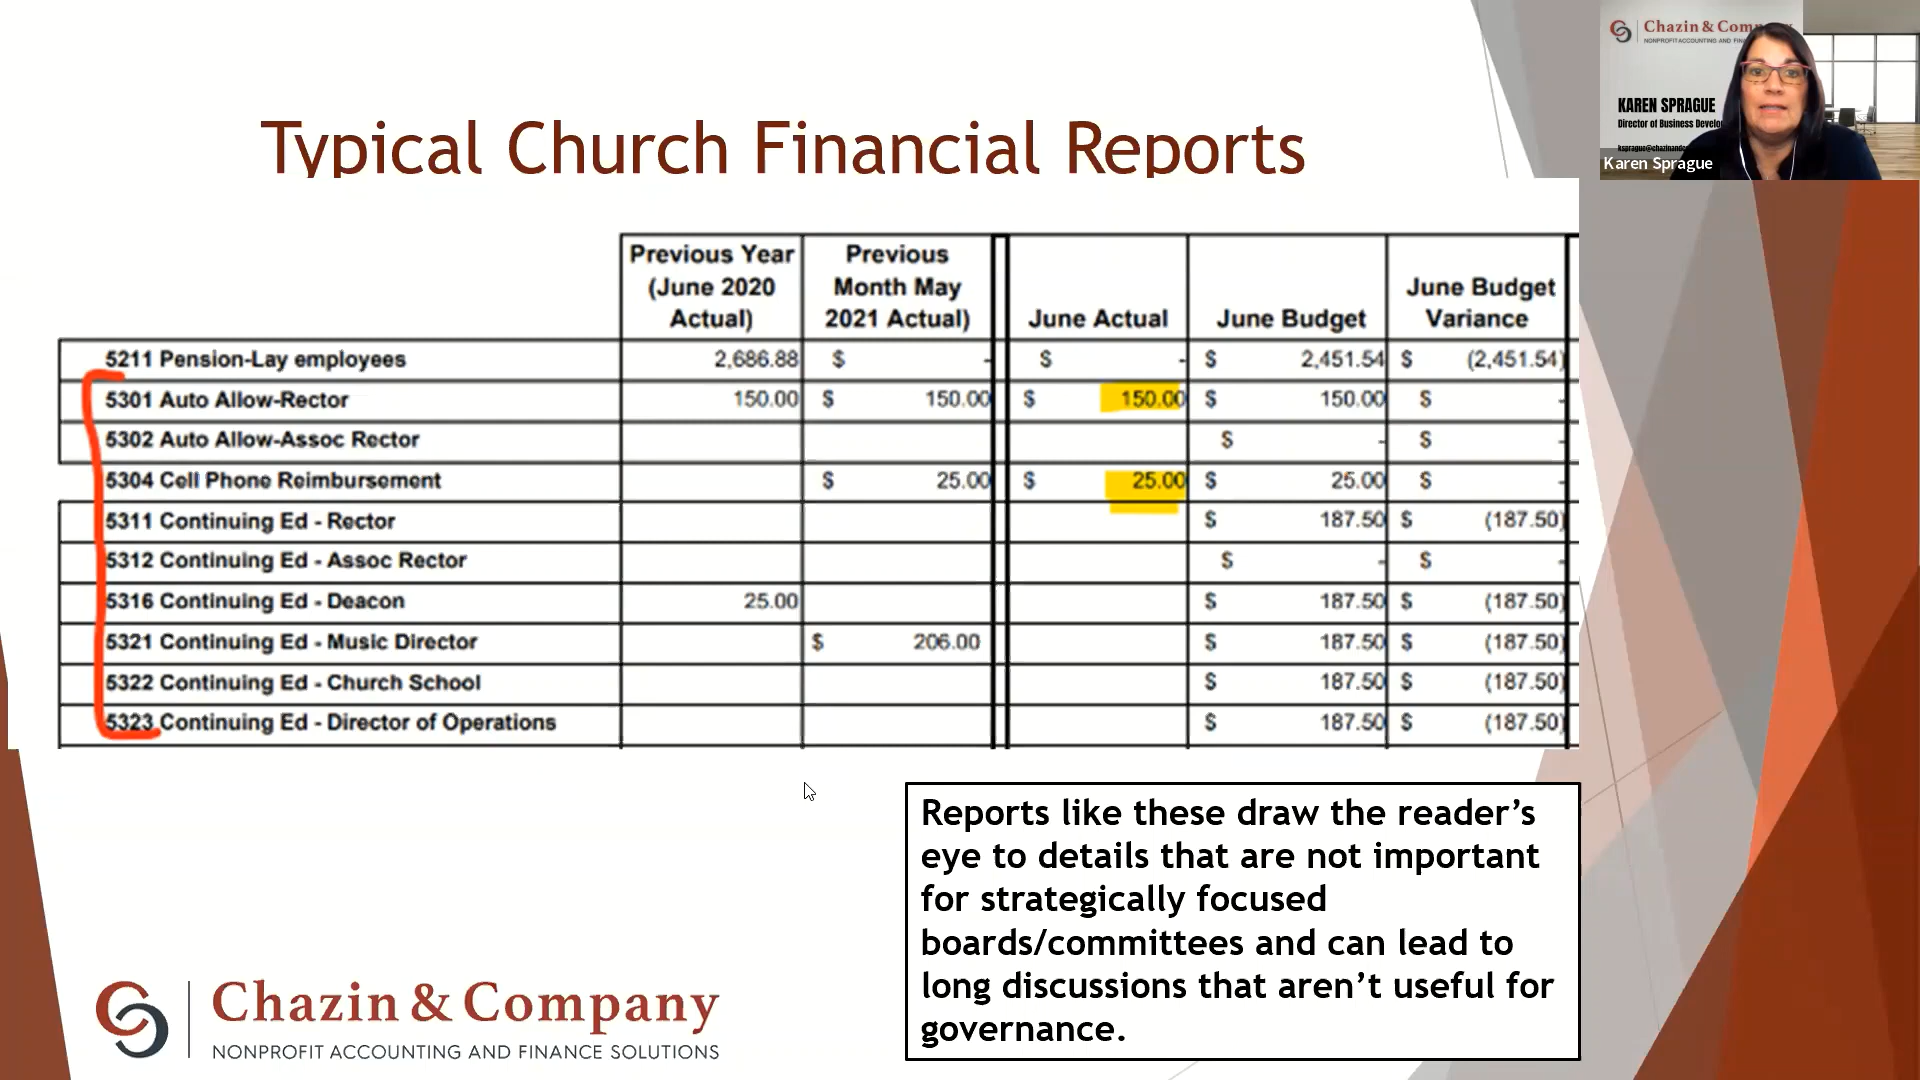 Typical Church Financial Reports
Previous Year (June 2020 Actual) Previous Month May 2021 Actual) June Actual June Budget June Budget Variance
5211 Pension-Lay employees 2,686.88 $ - $ - $ 2,451.54 $ (2,451.54)
5301 Auto Allow-Rector 150.00 $ 150.00 $ 150.00 $ 150.00 $ -
5302 Auto Allow-Assoc Rector $ - $ -
5304 Cell Phone Reimbursement $ 25.00 $ 25.00 $ 25.00 $ -
5311 Continuing Ed - Rector $ 187.50 $ (187.50)
5312 Continuing Ed - Assoc Rector $ - $ -
5316 Continuing Ed - Deacon 25.00 $ 187.50 $ (187.50)
5321 Continuing Ed - Music Director $ 206.00 $ 187.50 $ (187.50)
5322 Continuing Ed - Church School $ 187.50 $ (187.50)
5323 Continuing Ed - Director of Operations $ 187.50 $ (187.50)
Reports like these draw the reader's
eye to details that are not important
for strategically focused
boards/committees and can lead to
long discussions that aren't useful for
governance.
Chazin & Company
NONPROFIT ACCOUNTING AND FINANCE SOLUTIONS
Chazin & Com
NONPROFIT ACCOUNTING AND
KAREN SPRAGUE
Director of Business
Karen Sprague